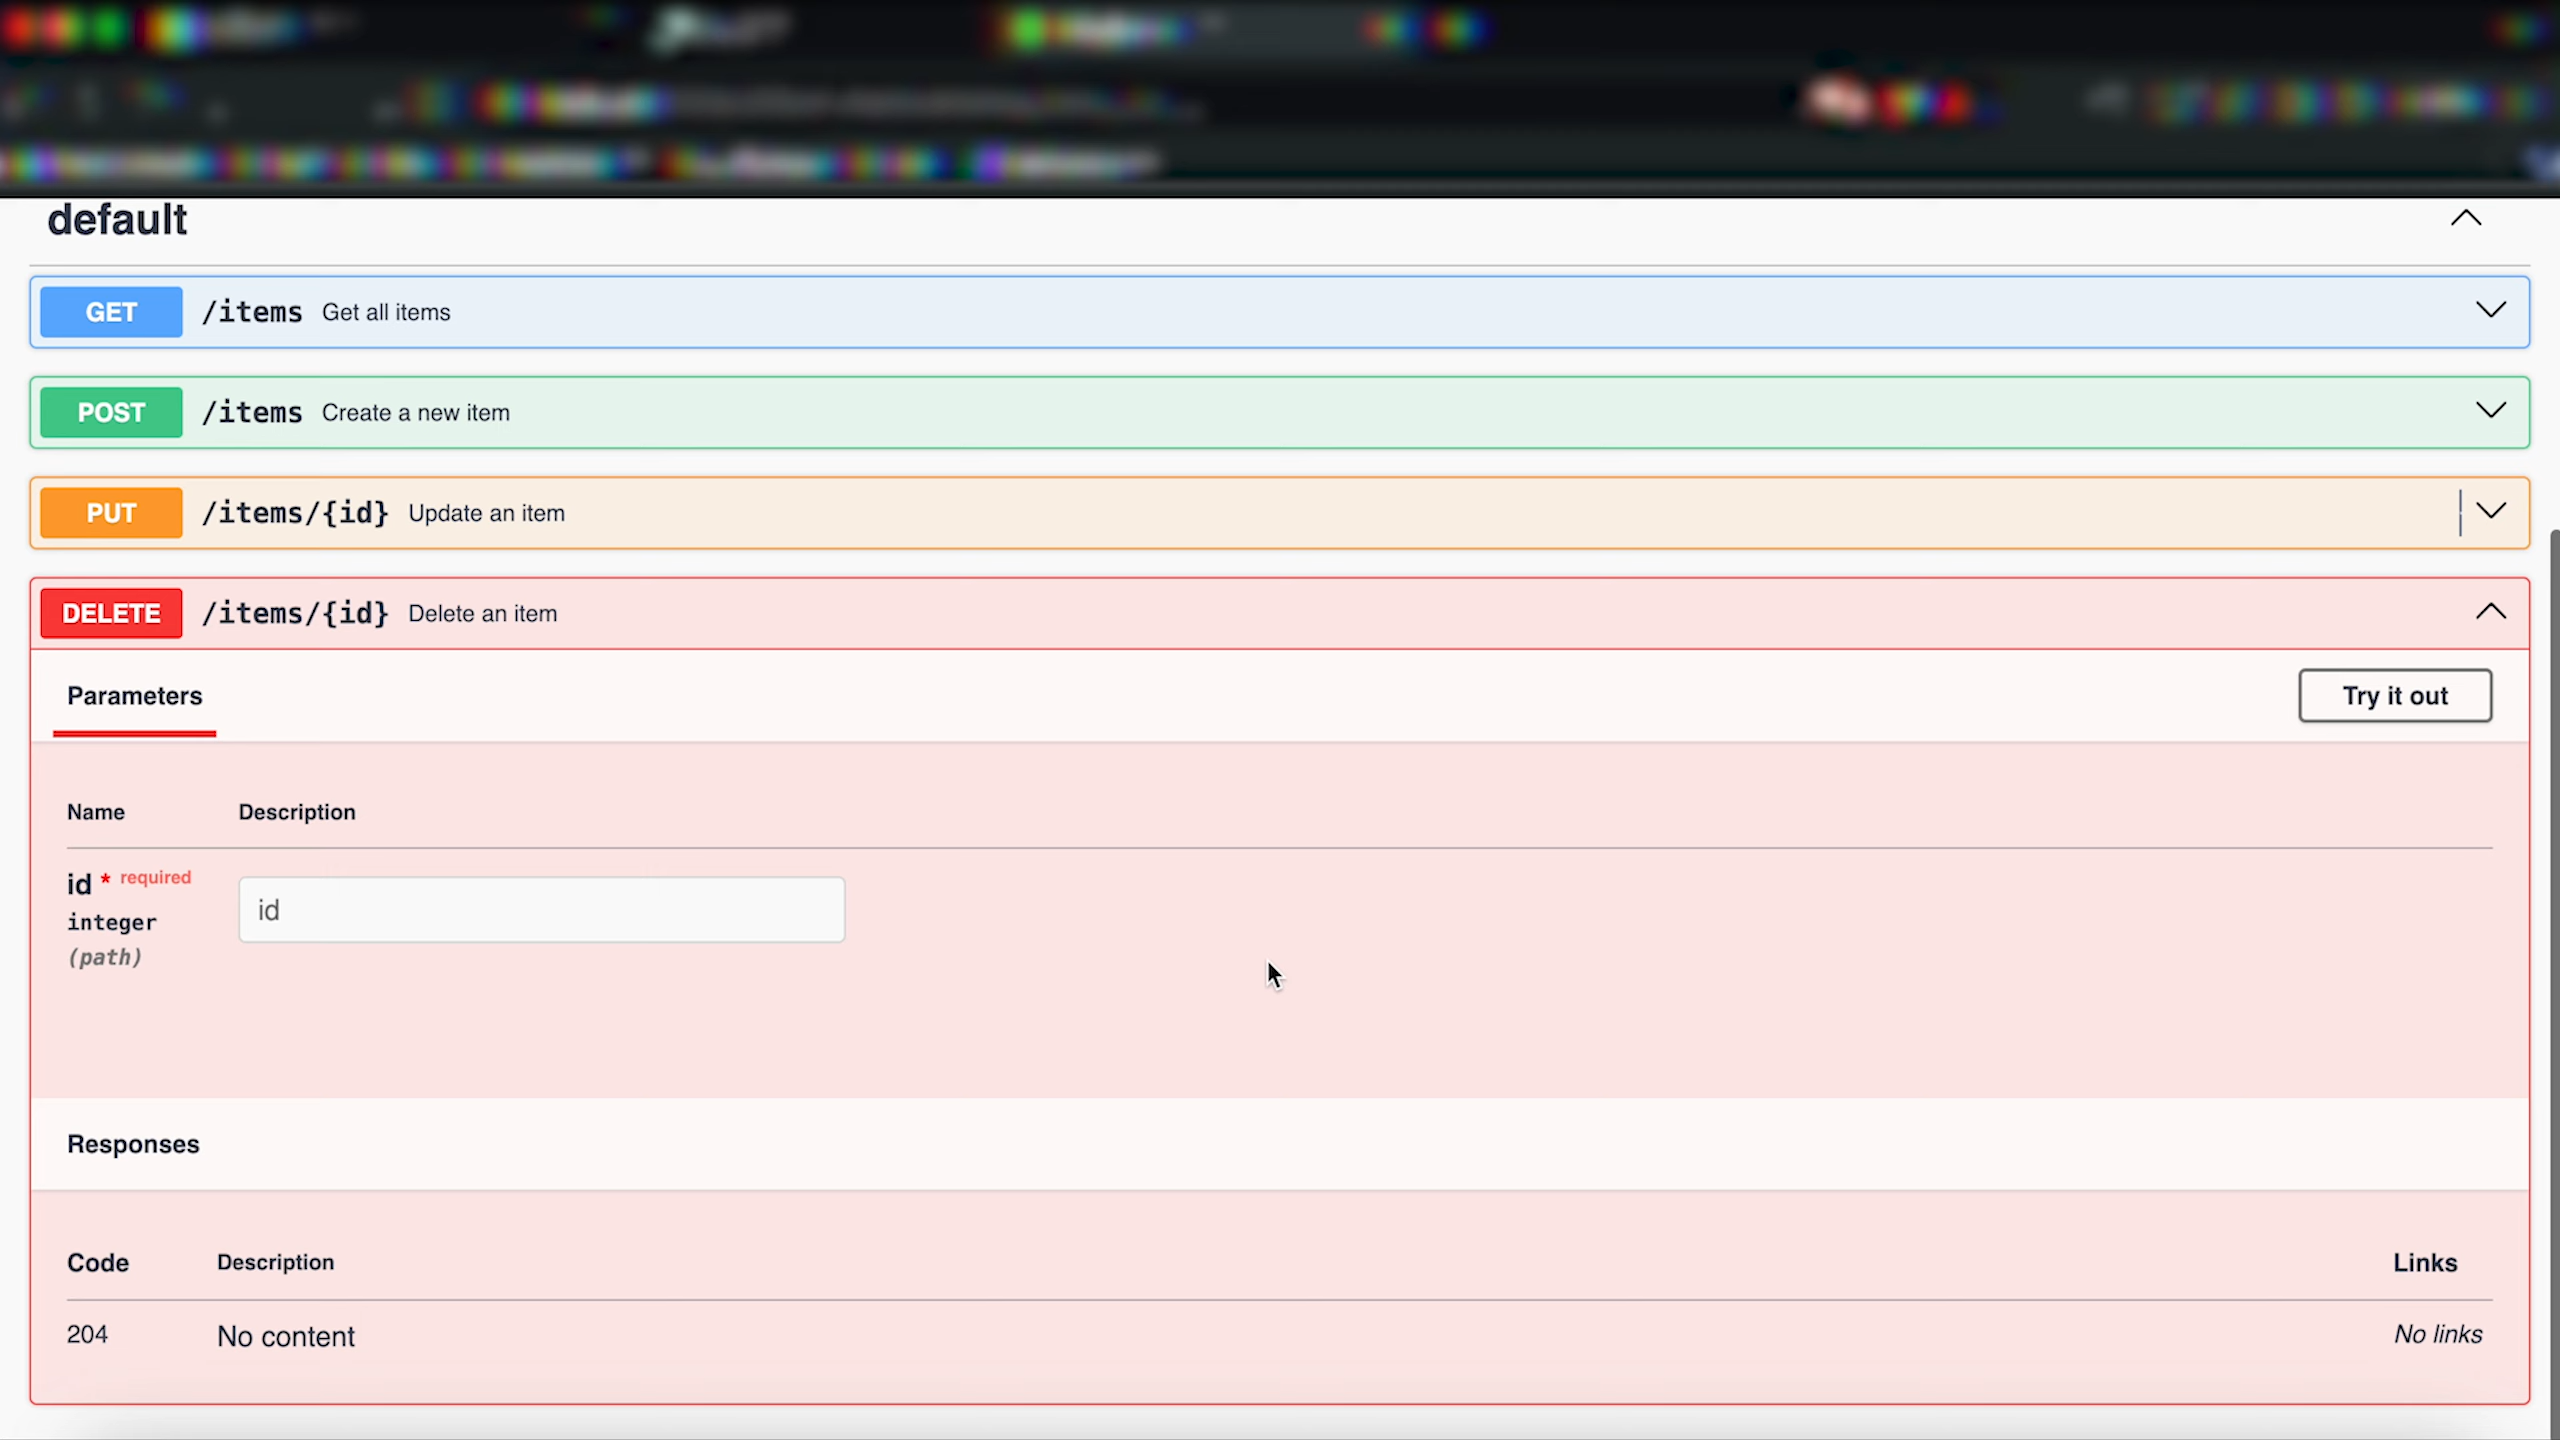 default
GET /items Get all items
POST /items Create a new item
PUT /items/{id} Update an item
DELETE /items/{id} Delete an item
Parameters Try it out
Name Description
id * required
integer
(path)
id
Responses
Code Description Links
204 No content No links